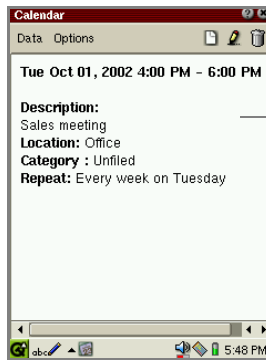 Calendar
Data Options
Tue Oct 01, 2002 4:00 PM - 6:00 PM
Description:
Sales meeting
Location: Office
Category : Unfiled
Repeat: Every week on Tuesday
abc 5:48 PM